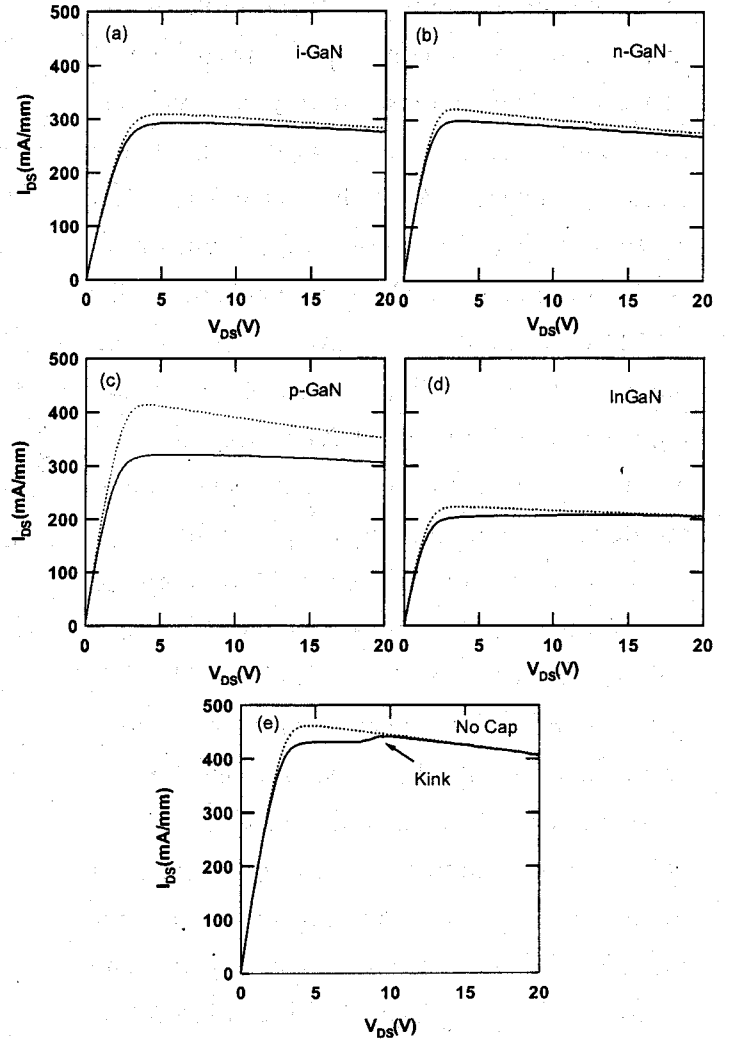 (a)
i-GaN
500
400
300
200
100
0
I_DS(mA/mm)
0 5 10 15 20
V_DS(V)
(b)
n-GaN
0 5 10 15 20
V_DS(V)
(c)
p-GaN
500
400
300
200
100
0
I_DS(mA/mm)
0 5 10 15 20
V_DS(V)
(d)
InGaN
0 5 10 15 20
V_DS(V)
(e)
No Cap
Kink
500
400
300
400
100
0
I_DS(mA/mm)
0 5 10 15 20
V_DS(V)